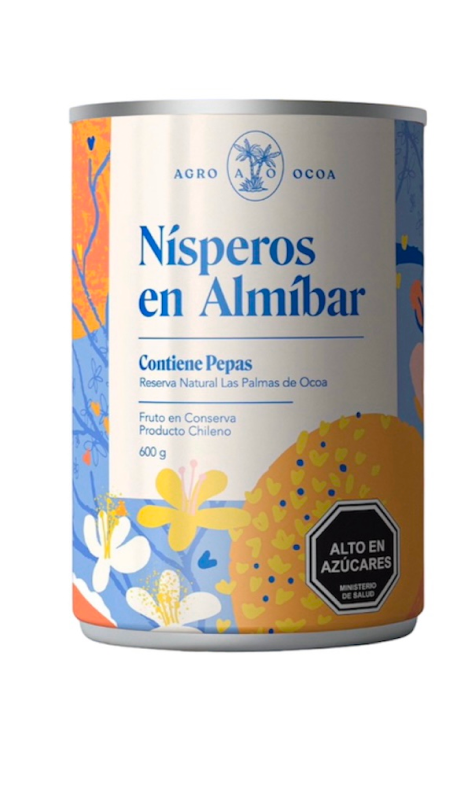 AGRO A O OCOA
Nísperos
en Almíbar
Contiene Pepas
Reserva Natural Las Palmas de Ocoa
Fruto en Conserva
Producto Chileno
600 g
ALTO EN
AZÚCARES
MINISTERIO
DE SALUD